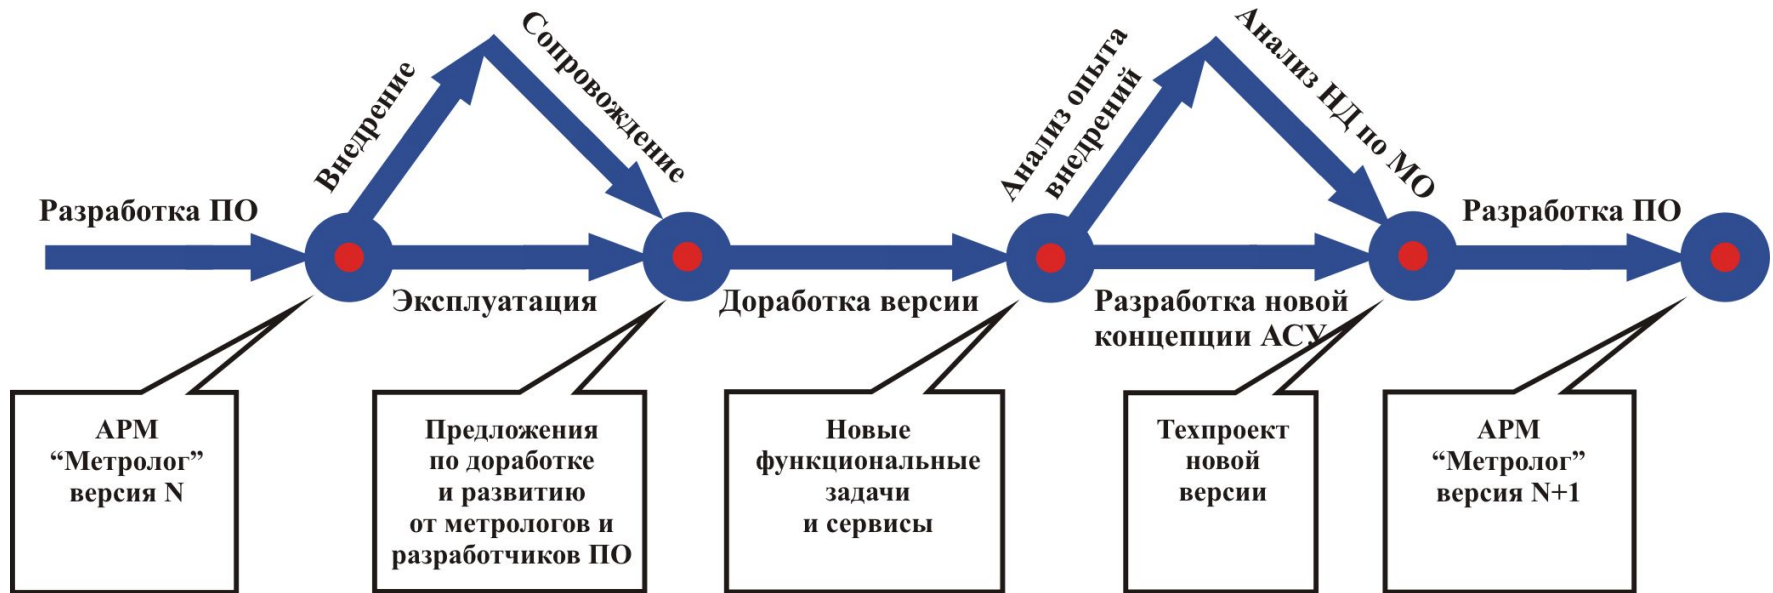 Разработка ПО
Внедрение
Сопровождение
Эксплуатация
Доработка версии
Анализ опыта
внедрений
Анализ НД по МО
Разработка новой
концепции АСУ
Разработка ПО
АРМ
“Метролог”
версия N
Предложения
по доработке
и развитию
от метрологов и
разработчиков ПО
Новые
функциональные
задачи
и сервисы
Техпроект
новой
версии
АРМ
“Метролог”
версия N+1